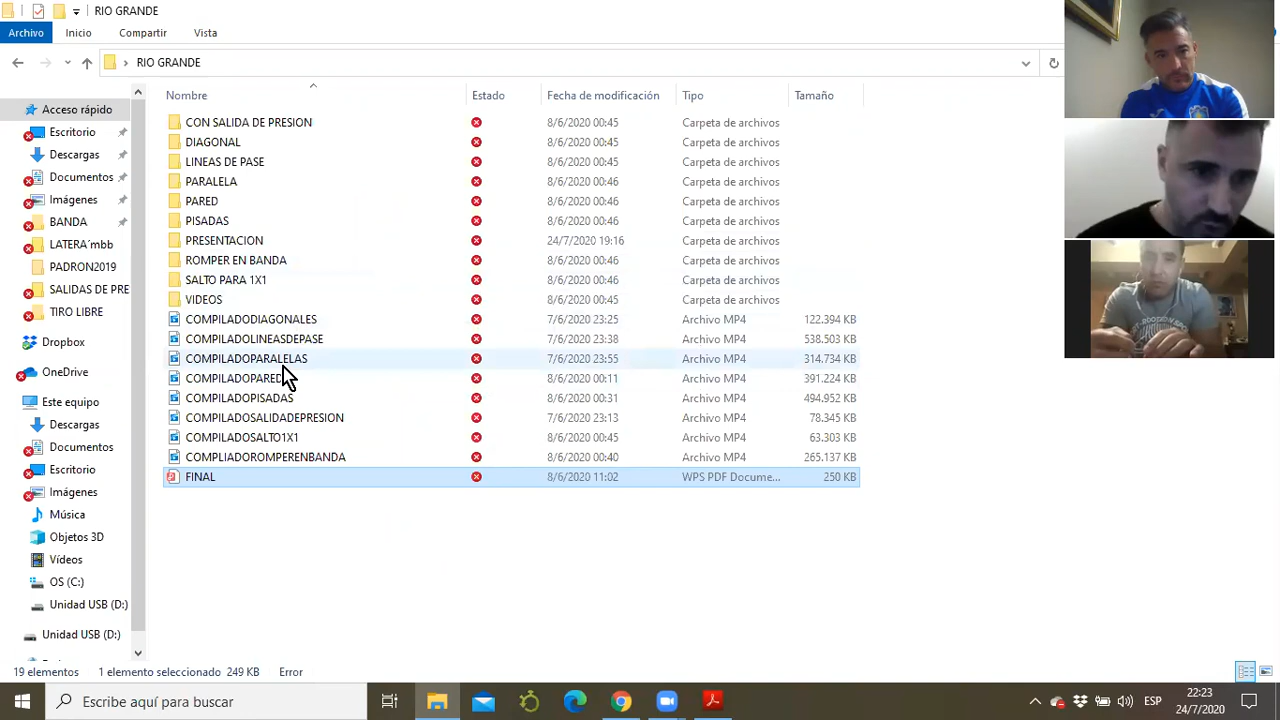 RIO GRANDE
Archivo Inicio Compartir Vista
RIO GRANDE
Nombre Estado Fecha de modificación Tipo Tamaño
Acceso rápido
Escritorio
Descargas
Documentos
Imágenes
BANDA
LATERA´mbb
PADRON2019
SALIDAS DE PRE
TIRO LIBRE
Dropbox
OneDrive
Este equipo
Descargas
Documentos
Escritorio
Imágenes
Música
Objetos 3D
Vídeos
OS (C:)
Unidad USB (D:)
Unidad USB (D:)
CON SALIDA DE PRESION 8/6/2020 00:45 Carpeta de archivos
DIAGONAL 8/6/2020 00:45 Carpeta de archivos
LINEAS DE PASE 8/6/2020 00:45 Carpeta de archivos
PARALELA 8/6/2020 00:46 Carpeta de archivos
PARED 8/6/2020 00:46 Carpeta de archivos
PISADAS 8/6/2020 00:46 Carpeta de archivos
PRESENTACION 24/7/2020 19:16 Carpeta de archivos
ROMPER EN BANDA 8/6/2020 00:46 Carpeta de archivos
SALTO PARA 1X1 8/6/2020 00:46 Carpeta de archivos
VIDEOS 8/6/2020 00:45 Carpeta de archivos
COMPILADODIAGONALES 7/6/2020 23:25 Archivo MP4 122.394 KB
COMPILADOLINEASDEPASE 7/6/2020 23:38 Archivo MP4 538.503 KB
COMPILADOPARALELAS 7/6/2020 23:55 Archivo MP4 314.734 KB
COMPILADOPARED 8/6/2020 00:11 Archivo MP4 391.224 KB
COMPILADOPISADAS 8/6/2020 00:31 Archivo MP4 494.952 KB
COMPILADOSALIDADEPRESION 7/6/2020 23:13 Archivo MP4 78.345 KB
COMPILADOSALTO1X1 8/6/2020 00:45 Archivo MP4 63.303 KB
COMPLIADOROMPERENBANDA 8/6/2020 00:40 Archivo MP4 265.137 KB
FINAL 8/6/2020 11:02 WPS PDF Docume... 250 KB
19 elementos 1 elemento seleccionado 249 KB Error
Escribe aquí para buscar
ESP
22:23
24/7/2020